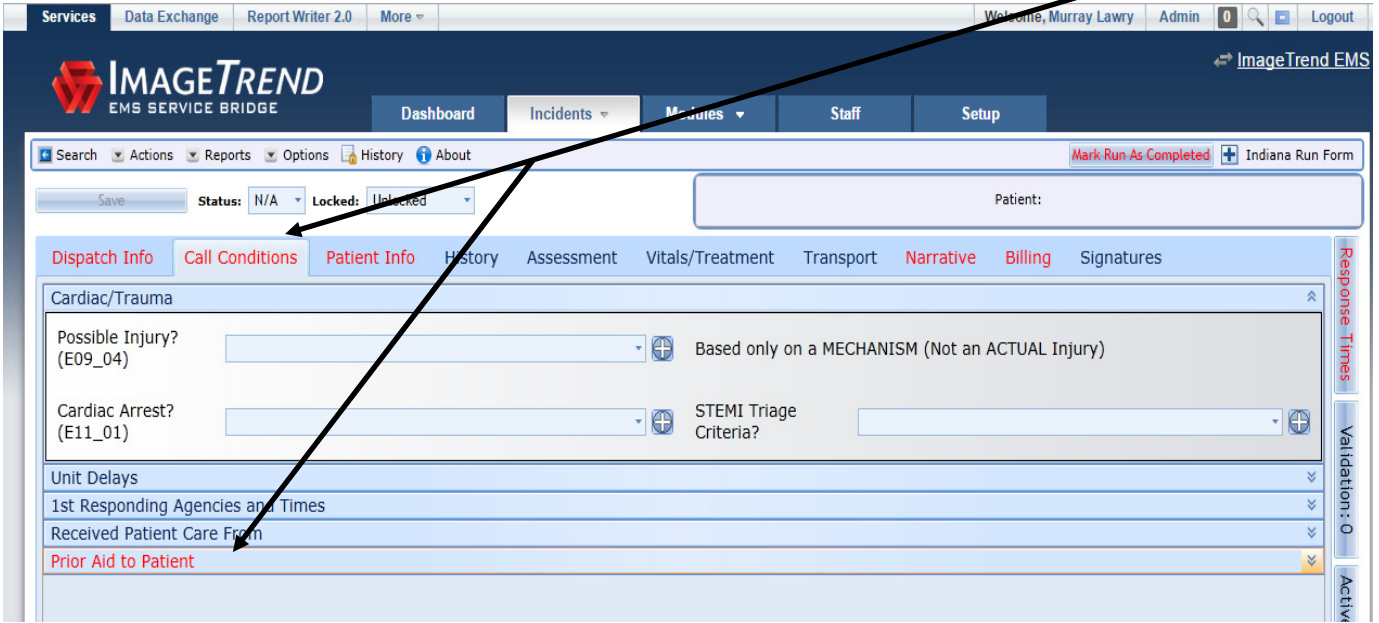 Services Data Exchange Report Writer 2.0 More Welcome, Murray Lawry Admin 0 Logout
ImageTrend EMS
IMAGETREND
EMS SERVICE BRIDGE
Dashboard Incidents Modules Staff Setup
Search Actions Reports Options History About Mark Run As Completed Indiana Run Form
Save Status: N/A Locked: Unlocked Patient:
Dispatch Info Call Conditions Patient Info History Assessment Vitals/Treatment Transport Narrative Billing Signatures
Cardiac/Trauma
Possible Injury?
(E09_04)
Based only on a MECHANISM (Not an ACTUAL Injury)
Cardiac Arrest?
(E11_01)
STEMI Triage
Criteria?
Unit Delays
1st Responding Agencies and Times
Received Patient Care From
Prior Aid to Patient
Response Times
Validation: 0
Active